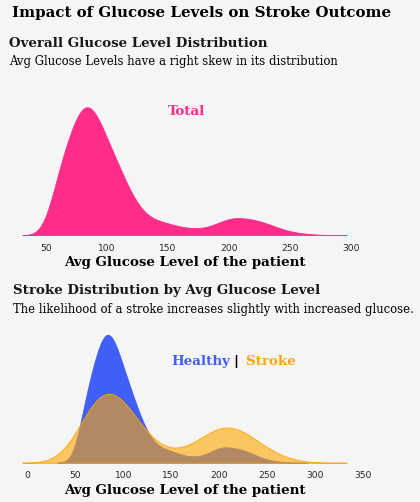 Impact of Glucose Levels on Stroke Outcome
Overall Glucose Level Distribution
Avg Glucose Levels have a right skew in its distribution
Total
50 100 150 200 250 300
Avg Glucose Level of the patient
Stroke Distribution by Avg Glucose Level
The likelihood of a stroke increases slightly with increased glucose.
Healthy | Stroke
0 50 100 150 200 250 300 350
Avg Glucose Level of the patient